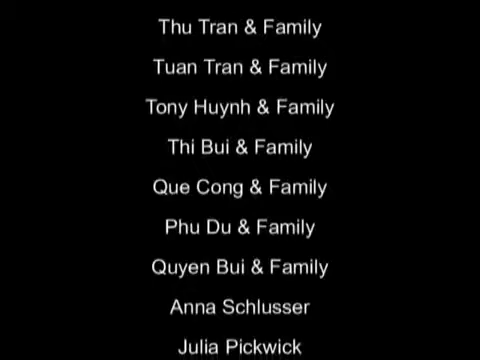 Thu Tran & Family
Tuan Tran & Family
Tony Huynh & Family
Thi Bui & Family
Que Cong & Family
Phu Du & Family
Quyen Bui & Family
Anna Schlusser
Julia Pickwick